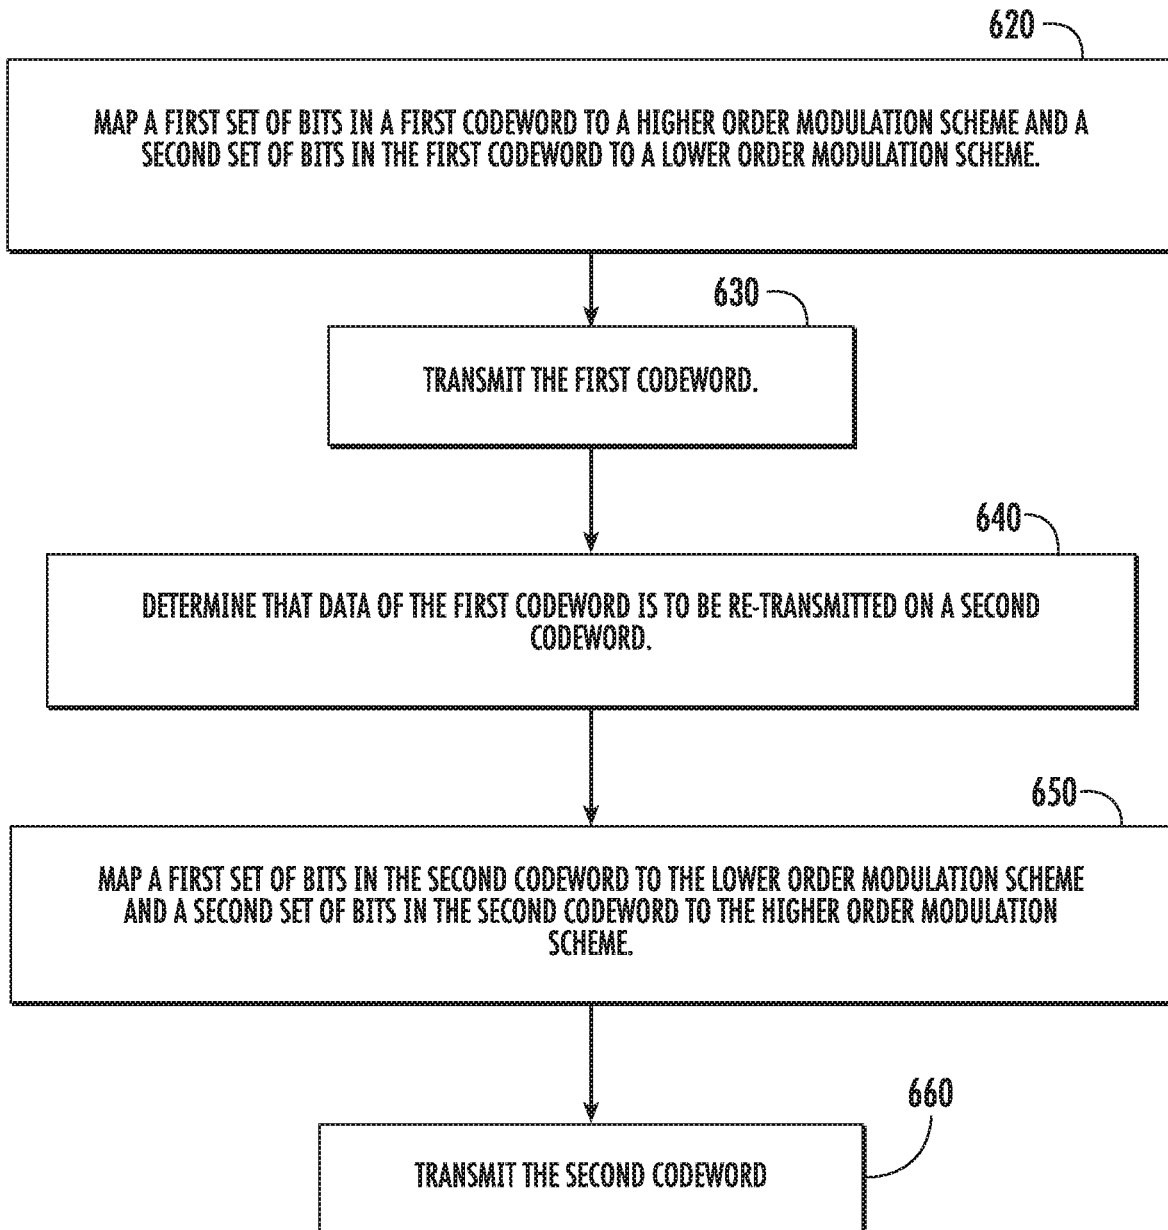 620
MAP A FIRST SET OF BITS IN A FIRST CODEWORD TO A HIGHER ORDER MODULATION SCHEME AND A
SECOND SET OF BITS IN THE FIRST CODEWORD TO A LOWER ORDER MODULATION SCHEME.
630
TRANSMIT THE FIRST CODEWORD.
640
DETERMINE THAT DATA OF THE FIRST CODEWORD IS TO BE RE-TRANSMITTED ON A SECOND
CODEWORD.
650
MAP A FIRST SET OF BITS IN THE SECOND CODEWORD TO THE LOWER ORDER MODULATION SCHEME
AND A SECOND SET OF BITS IN THE SECOND CODEWORD TO THE HIGHER ORDER MODULATION
SCHEME.
660
TRANSMIT THE SECOND CODEWORD